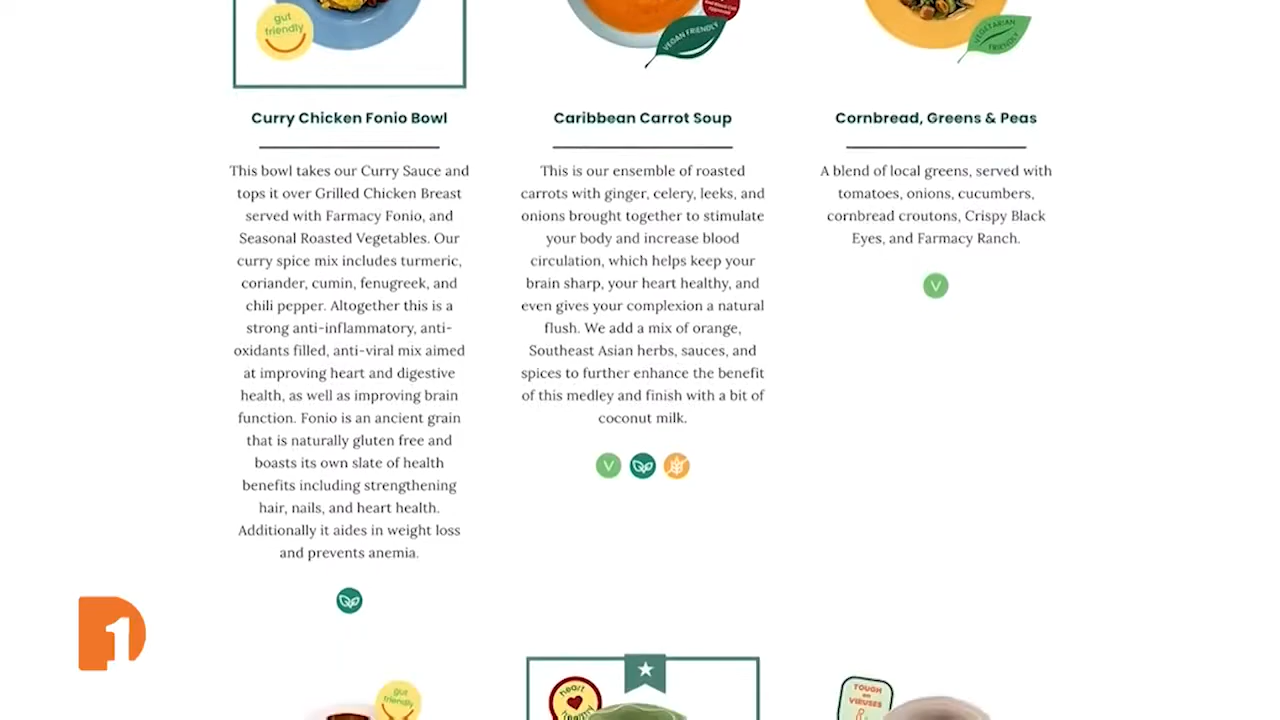 gut
friendly
Red Blood Cell
Approved
VEGAN FRIENDLY
VEGETARIAN
FRIENDLY
Curry Chicken Fonio Bowl
This bowl takes our Curry Sauce and
tops it over Grilled Chicken Breast
served with Farmacy Fonio, and
Seasonal Roasted Vegetables. Our
curry spice mix includes turmeric,
coriander, cumin, fenugreek, and
chili pepper. Altogether this is a
strong anti-inflammatory, anti-
oxidants filled, anti-viral mix aimed
at improving heart and digestive
health, as well as improving brain
function. Fonio is an ancient grain
that is naturally gluten free and
boasts its own slate of health
benefits including strengthening
hair, nails, and heart health.
Additionally it aides in weight loss
and prevents anemia.
Caribbean Carrot Soup
This is our ensemble of roasted
carrots with ginger, celery, leeks, and
onions brought together to stimulate
your body and increase blood
circulation, which helps keep your
brain sharp, your heart healthy, and
even gives your complexion a natural
flush. We add a mix of orange,
Southeast Asian herbs, sauces, and
spices to further enhance the benefit
of this medley and finish with a bit of
coconut milk.
V
Cornbread, Greens & Peas
A blend of local greens, served with
tomatoes, onions, cucumbers,
cornbread croutons, Crispy Black
Eyes, and Farmacy Ranch.
V
1
gut
friendly
heart
healthy
TOUGH
on
VIRUSES
&